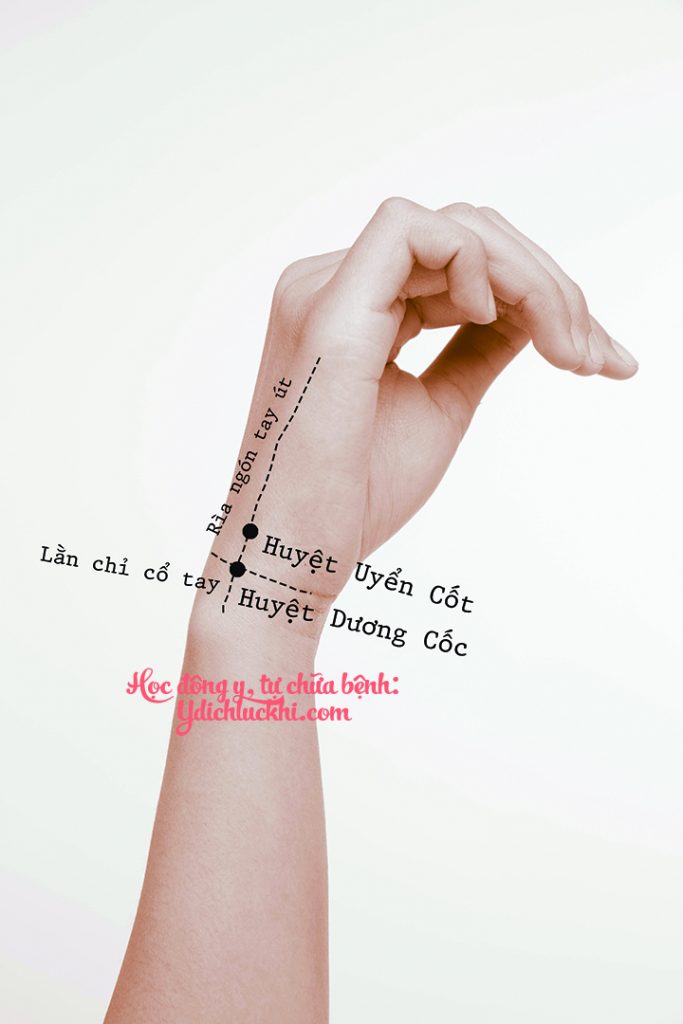 Rìa ngón tay út
Huyệt Uyển Cốt
Lằn chỉ cổ tay
Huyệt Dương Cốc
Học đông y, tự chữa bệnh:
Ydichluckhi.com